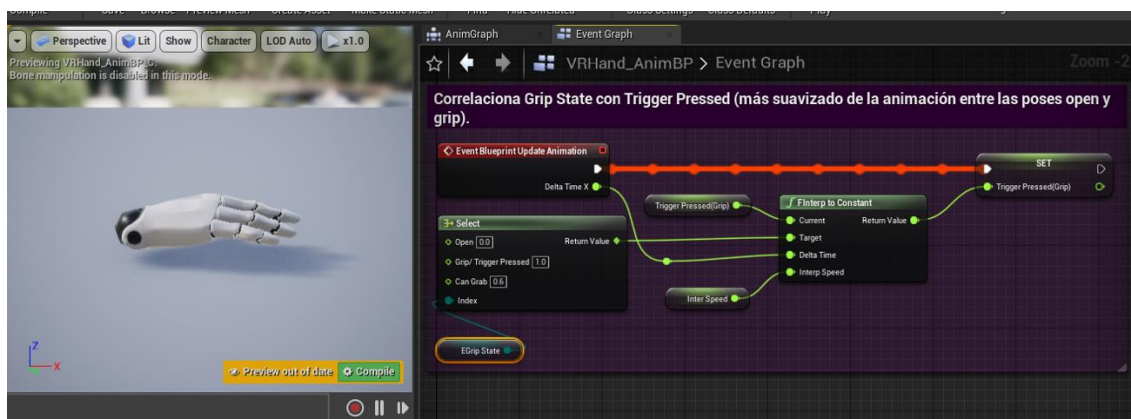 AnimGraph
Event Graph
Perspective
Lit
Show
Character
LOD Auto
x1.0
Previewing VRHand_AnimBP_C.
Bone manipulation is disabled in this mode.
VRHand_AnimBP > Event Graph
Zoom -2
Correlaciona Grip State con Trigger Pressed (más suavizado de la animación entre las poses open y
grip).
Event Blueprint Update Animation
Delta Time X
SET
Trigger Pressed(Grip)
Trigger Pressed(Grip)
FInterp to Constant
Current
Return Value
Target
Delta Time
Interp Speed
Select
Open 0.0
Return Value
Grip/ Trigger Pressed 1.0
Can Grab 0.6
Index
Inter Speed
EGrip State
Z
X
Preview out of date
Compile